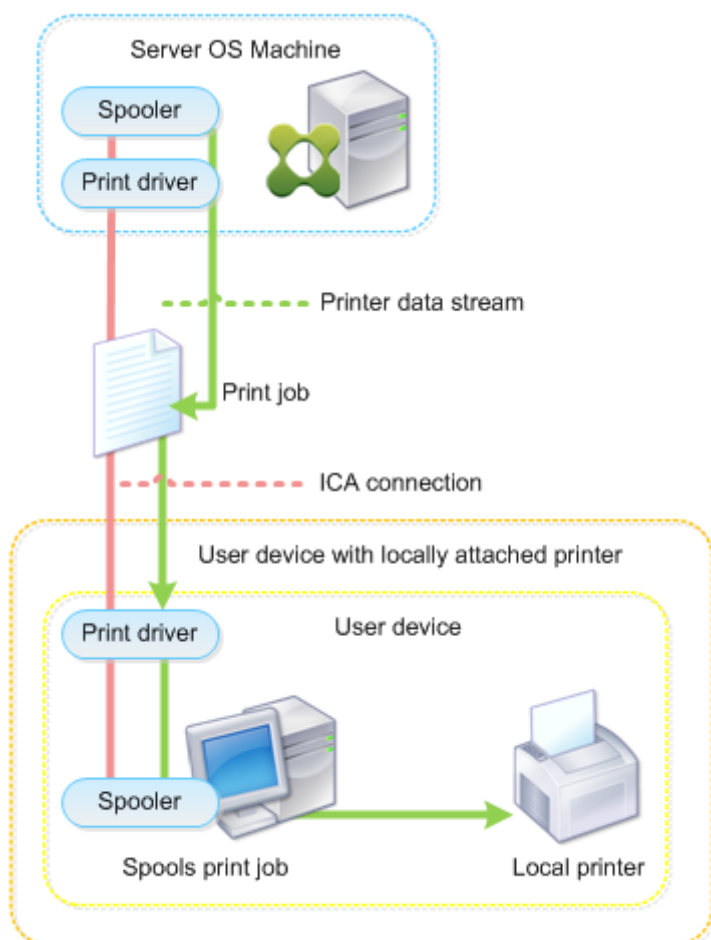 Server OS Machine
Spooler
Print driver
Printer data stream
Print job
ICA connection
User device with locally attached printer
Print driver
User device
Spooler
Spools print job
Local printer